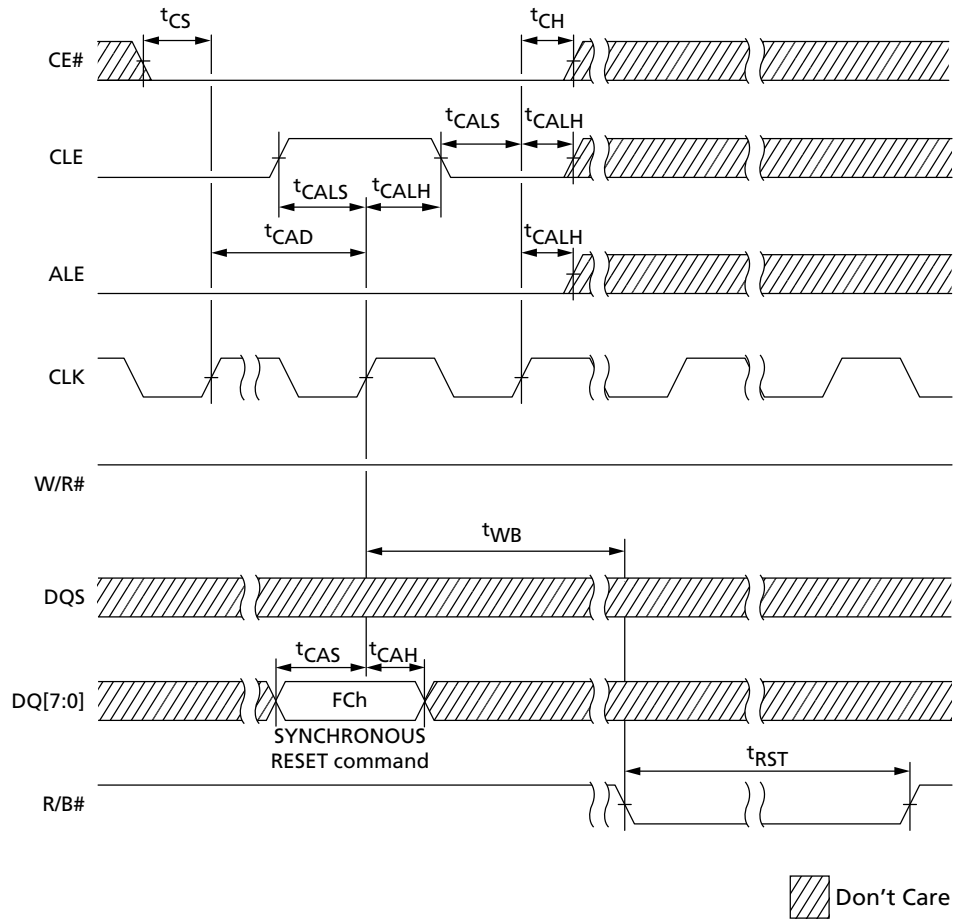 tCS
tCH
CE#
tCALS
tCALH
CLE
tCALS
tCALH
tCAD
tCALH
ALE
CLK
W/R#
tWB
DQS
tCAS
tCAH
DQ[7:0]
FCh
SYNCHRONOUS
RESET command
tRST
R/B#
Don't Care